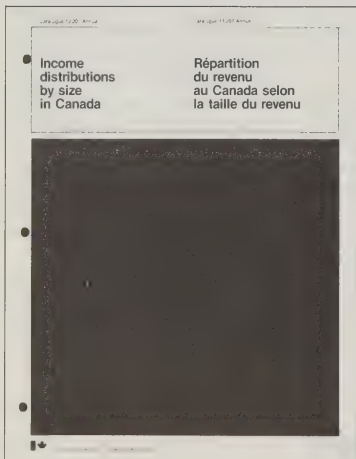 Income
distributions
by size
in Canada
Répartition
du revenu
au Canada selon
la taille du revenu